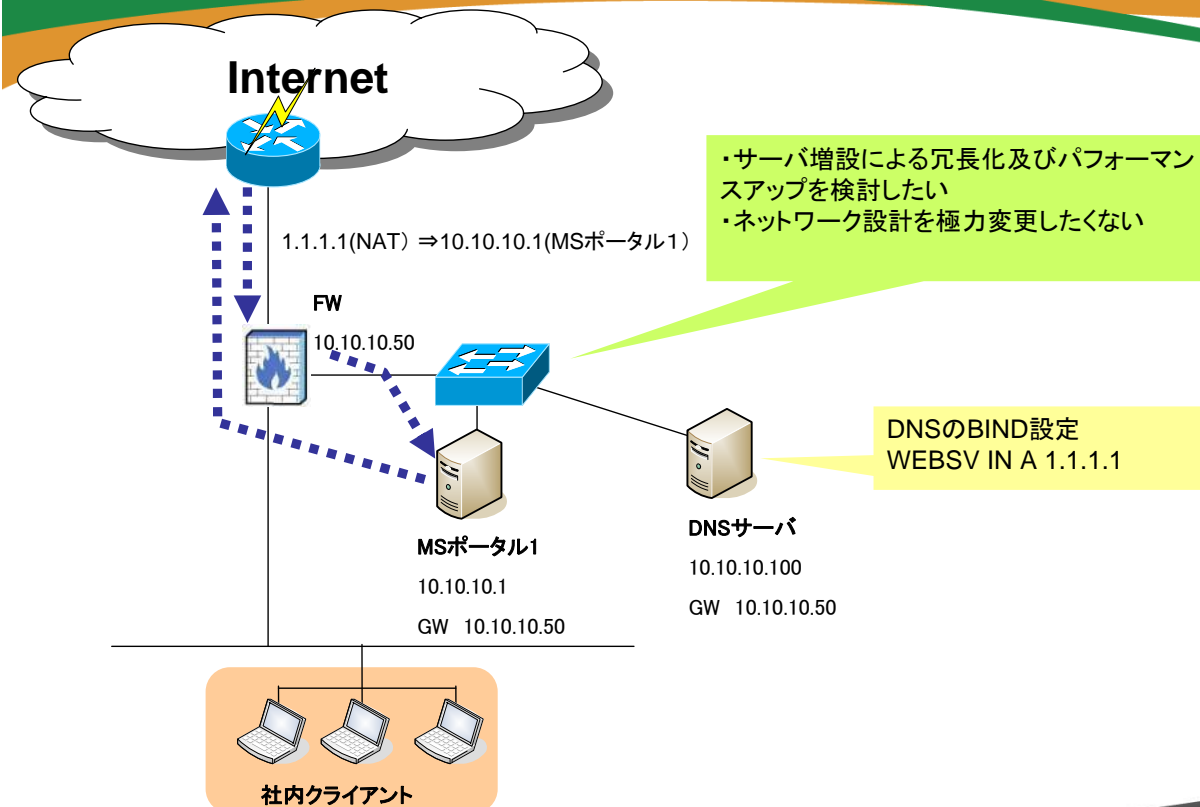 Internet
・サーバ増設による冗長化及びパフォーマン
スアップを検討したい
・ネットワーク設計を極力変更したくない
1.1.1.1(NAT) ⇒10.10.10.1(MSポータル1)
FW
10.10.10.50
DNSのBIND設定
WEBSV IN A 1.1.1.1
MSポータル1
10.10.10.1
GW 10.10.10.50
DNSサーバ
10.10.10.100
GW 10.10.10.50
社内クライアント